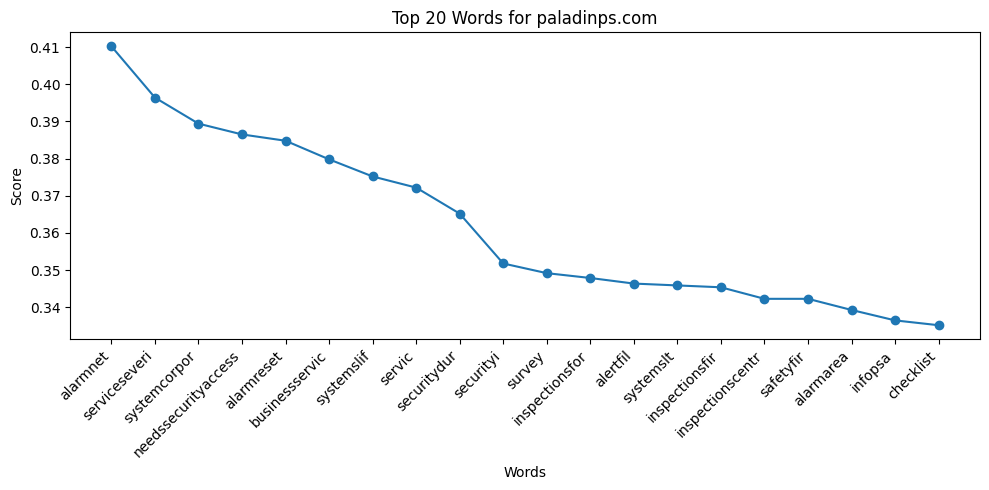 Top 20 Words for paladinps.com
Score
0.41
0.40
0.39
0.38
0.37
0.36
0.35
0.34
alarmnet
serviceseveri
systemcorpor
needssecurityaccess
alarmreset
businessservic
systemslif
servic
securitydur
securityi
survey
inspectionsfor
alertfil
systemslt
inspectionsfir
inspectionscentr
safetyfir
alarmarea
infopsa
checklist
Words